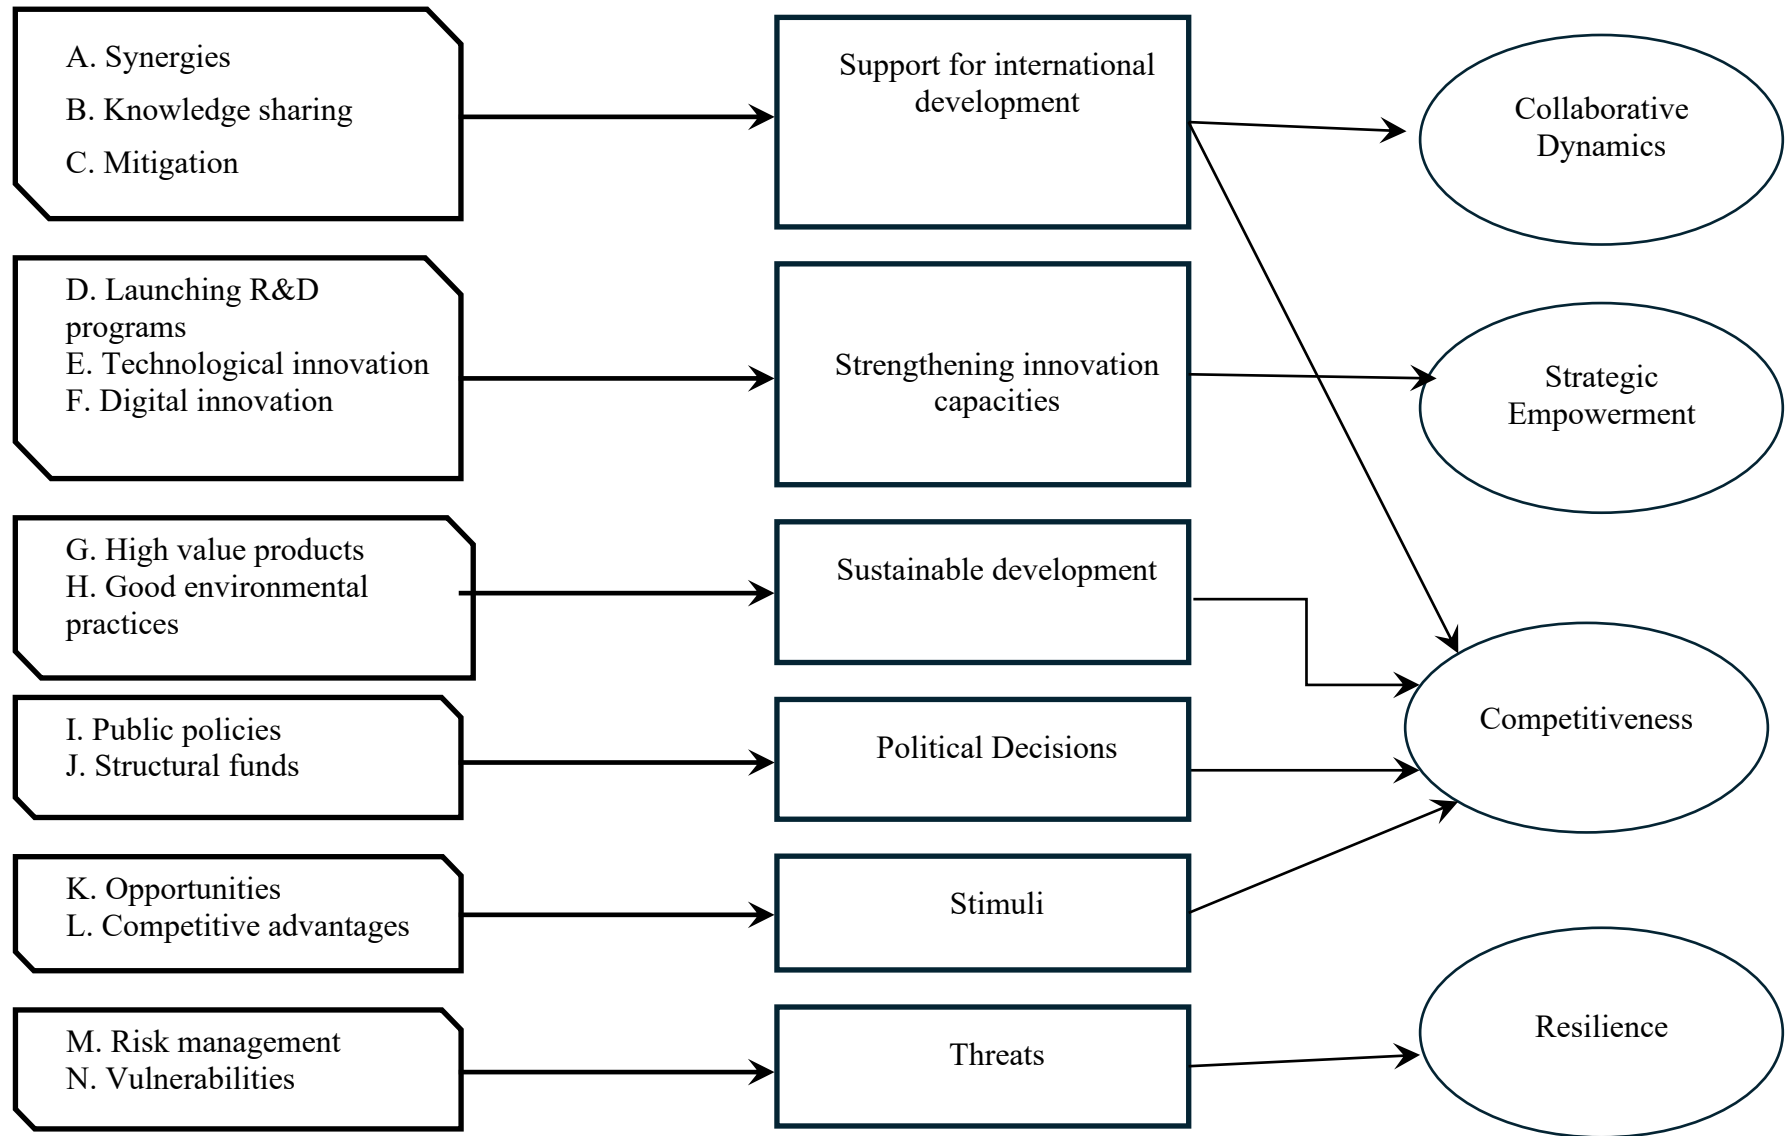 A. Synergies
B. Knowledge sharing
C. Mitigation
Support for international
development
Collaborative
Dynamics
D. Launching R&D
programs
E. Technological innovation
F. Digital innovation
Strengthening innovation
capacities
Strategic
Empowerment
G. High value products
H. Good environmental
practices
Sustainable development
Competitiveness
I. Public policies
J. Structural funds
Political Decisions
K. Opportunities
L. Competitive advantages
Stimuli
M. Risk management
N. Vulnerabilities
Threats
Resilience